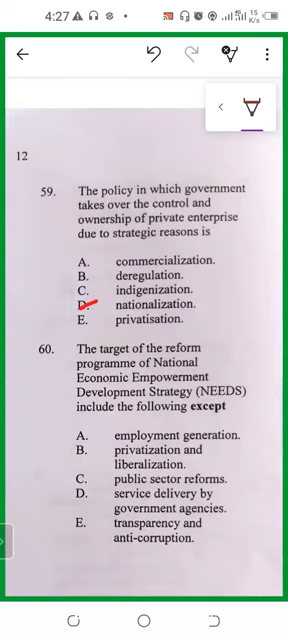 4:27
4G
15
K/s
12
59. The policy in which government
takes over the control and
ownership of private enterprise
due to strategic reasons is
A. commercialization.
B. deregulation.
C. indigenization.
D. nationalization.
E. privatisation.
60. The target of the reform
programme of National
Economic Empowerment
Development Strategy (NEEDS)
include the following except
A. employment generation.
B. privatization and
liberalization.
C. public sector reforms.
D. service delivery by
government agencies.
E. transparency and
anti-corruption.